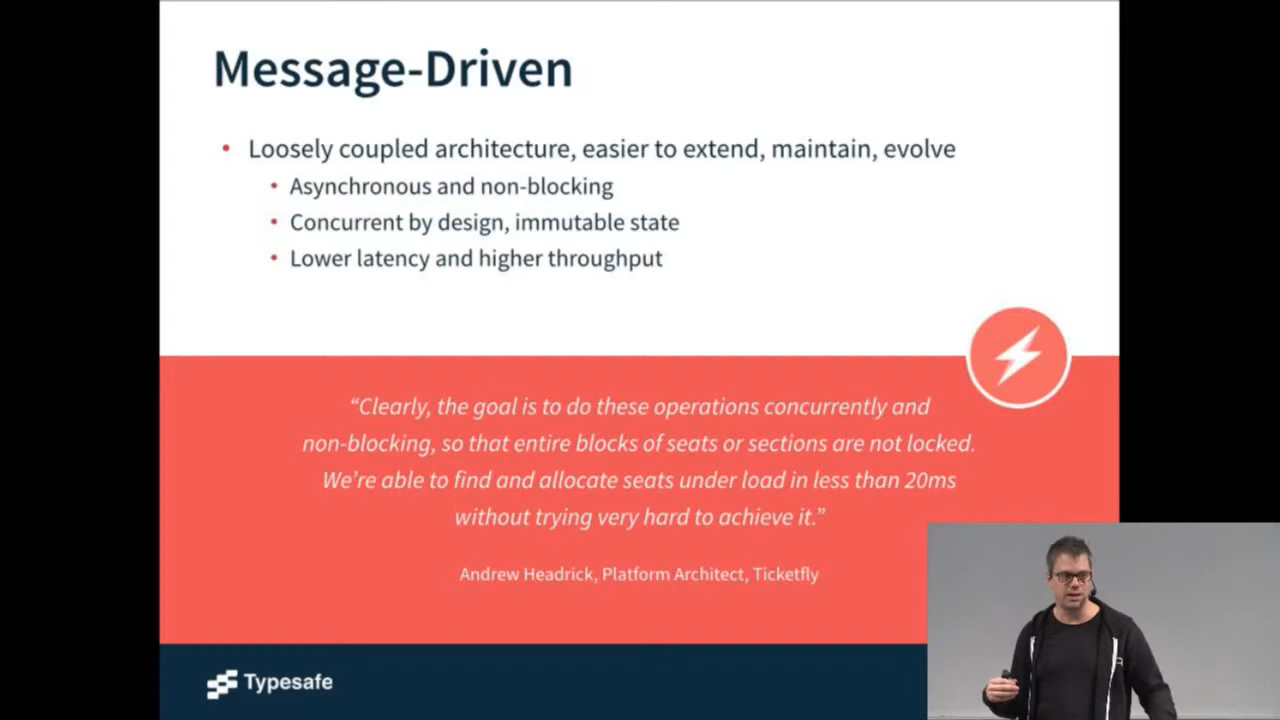 Message-Driven
• Loosely coupled architecture, easier to extend, maintain, evolve
• Asynchronous and non-blocking
• Concurrent by design, immutable state
• Lower latency and higher throughput
“Clearly, the goal is to do these operations concurrently and
non-blocking, so that entire blocks of seats or sections are not locked.
We’re able to find and allocate seats under load in less than 20ms
without trying very hard to achieve it.”
Andrew Headrick, Platform Architect, Ticketfly
Typesafe